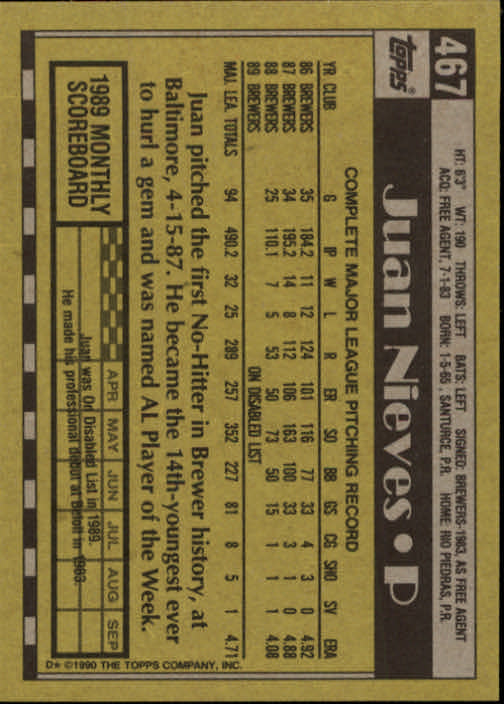 467
topps®
Juan Nieves • P
HT: 6'3" WT: 190 THROWS: LEFT BATS: LEFT SIGNED: BREWERS-1983, AS FREE AGENT
ACQ: FREE AGENT, 7-1-83 BORN: 1-5-65 SANTURCE, P.R. HOME: RIO PIEDRAS, P.R.
COMPLETE MAJOR LEAGUE PITCHING RECORD
YR CLUB G IP W L R ER SO BB GS CG SHO SV ERA
86 BREWERS 35 184.2 11 12 124 101 116 77 33 4 3 0 4.92
87 BREWERS 34 195.2 14 8 112 106 163 100 33 3 1 0 4.88
88 BREWERS 25 110.1 7 5 53 50 73 50 15 1 1 1 4.08
89 BREWERS ON DISABLED LIST
MAJ. LEA. TOTALS 94 490.2 32 25 289 257 352 227 81 8 5 1 4.71
Juan pitched the first No-Hitter in Brewer history, at
Baltimore, 4-15-87. He became the 14th-youngest ever
to hurl a gem and was named AL Player of the Week.
1989 MONTHLY
SCOREBOARD
APR MAY JUN JUL AUG SEP
Juan was On Disabled List in 1989.
He made his professional debut at Beloit in 1983.
D* ©1990 THE TOPPS COMPANY, INC.